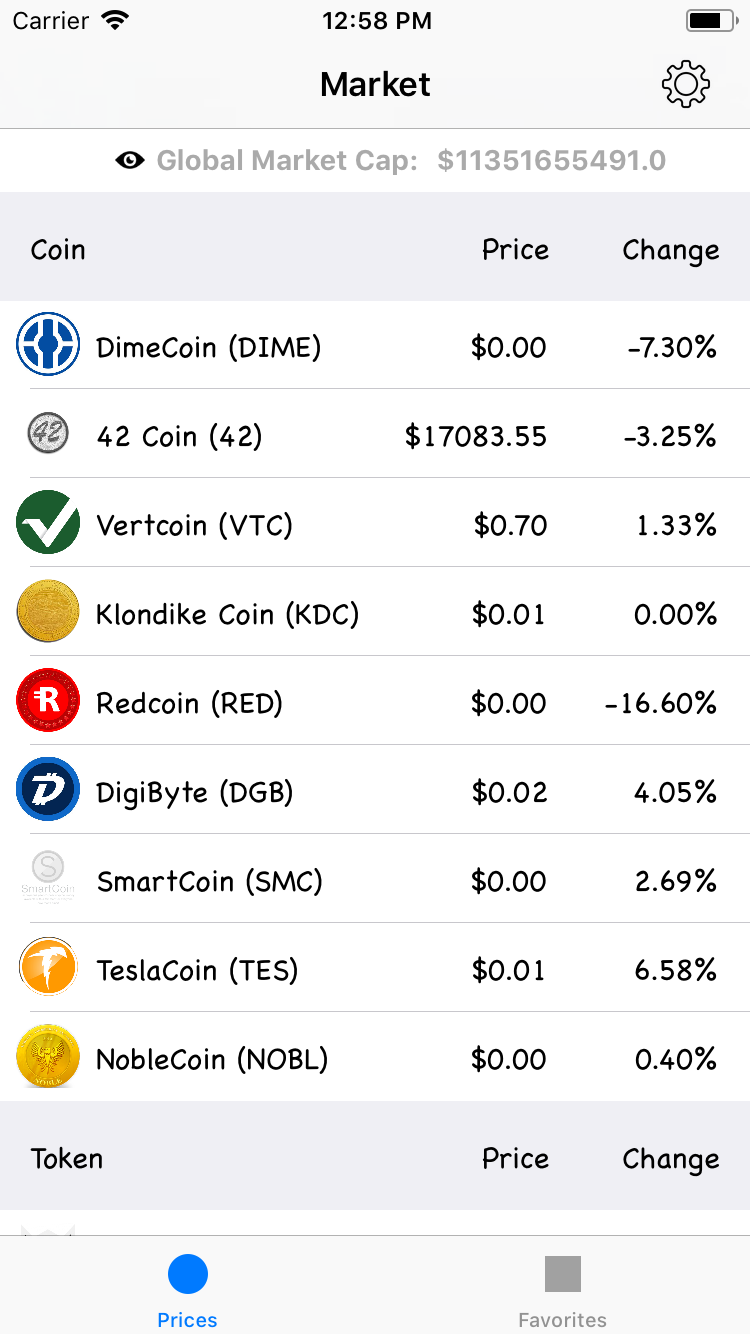 Carrier 12:58 PM
Market
Global Market Cap: $11351655491.0
Coin Price Change
DimeCoin (DIME) $0.00 -7.30%
42
42 Coin (42) $17083.55 -3.25%
Vertcoin (VTC) $0.70 1.33%
Klondike Coin (KDC) $0.01 0.00%
R
Redcoin (RED) $0.00 -16.60%
DigiByte (DGB) $0.02 4.05%
S
SmartCoin
SmartCoin (SMC) $0.00 2.69%
TeslaCoin (TES) $0.01 6.58%
NobleCoin (NOBL) $0.00 0.40%
Token Price Change
Prices Favorites